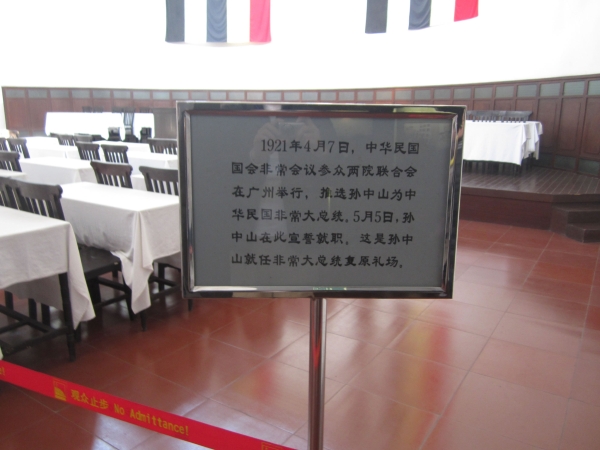 1921年4月7日，中华民国
国会非常会议参众两院联合会
在广州举行，推选孙中山为中
华民国非常大总统，5月5日，孙
中山在此宣誓就职，这是孙中
山就任非常大总统复原礼场。
观众止步 No Admittance!